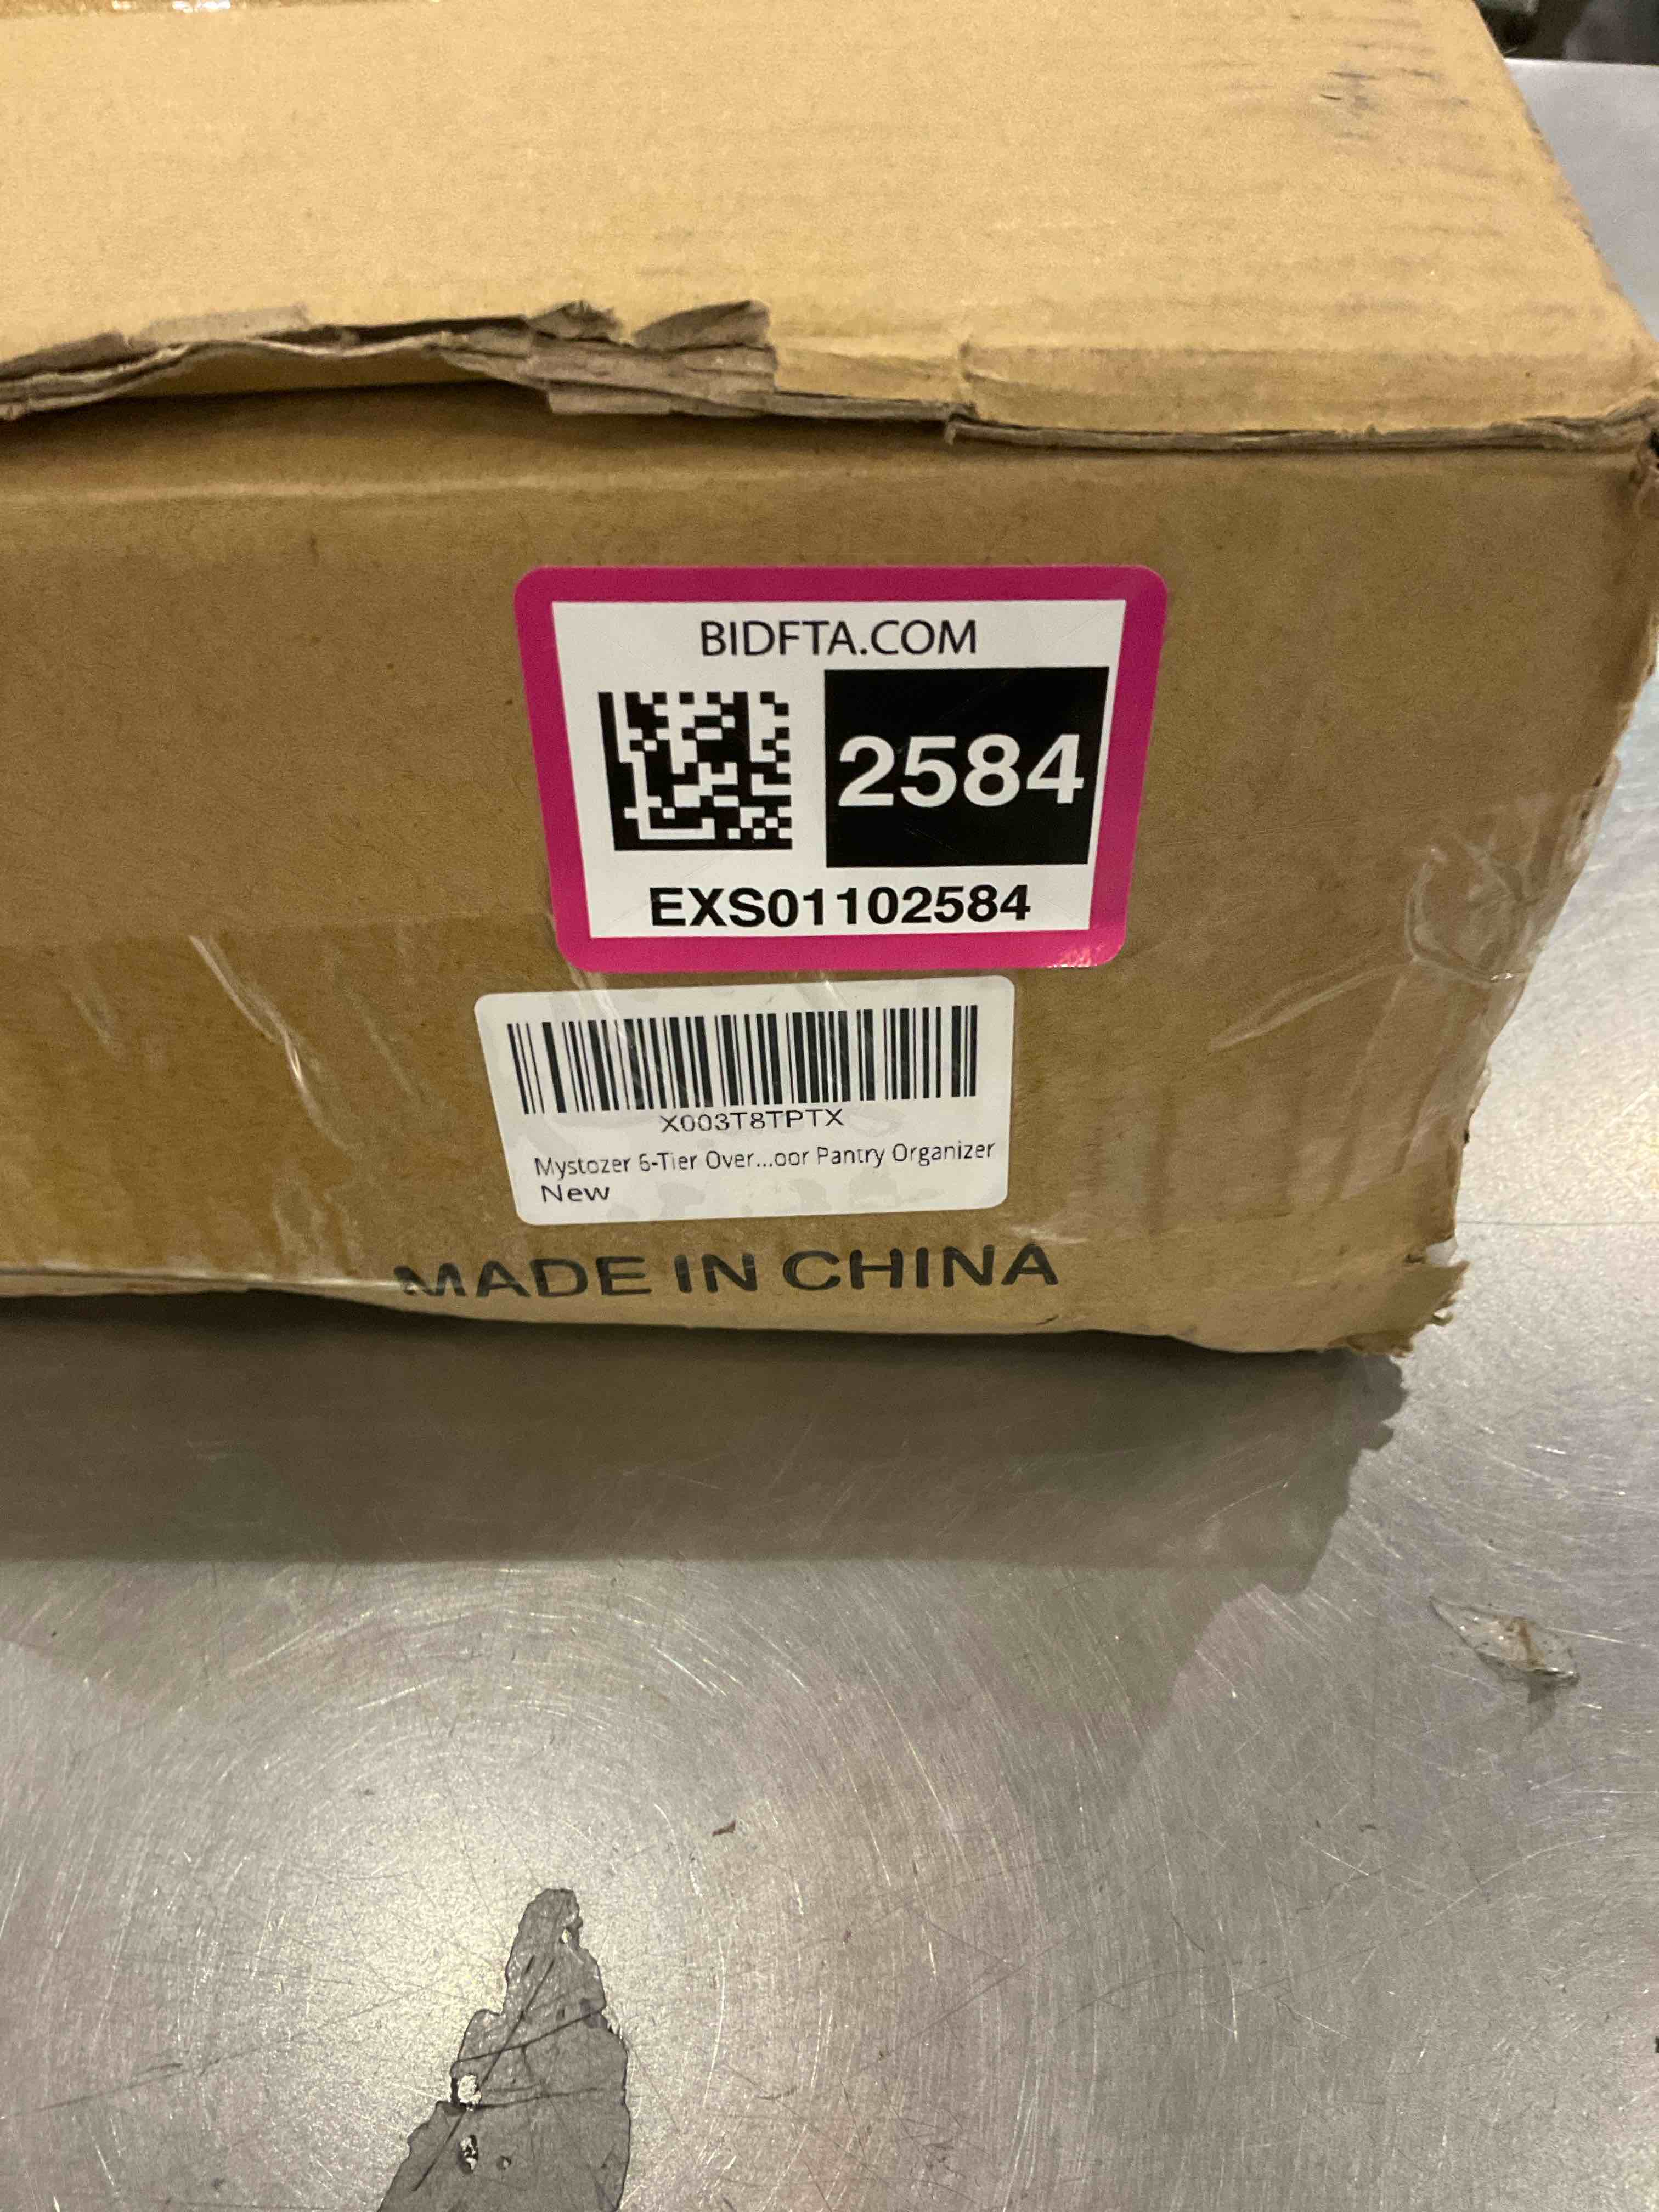 BIDFTA.COM
2584
EXS01102584
X003T8TPTX
Mystozer 6-Tier Over...oor Pantry Organizer
New
MADE IN CHINA